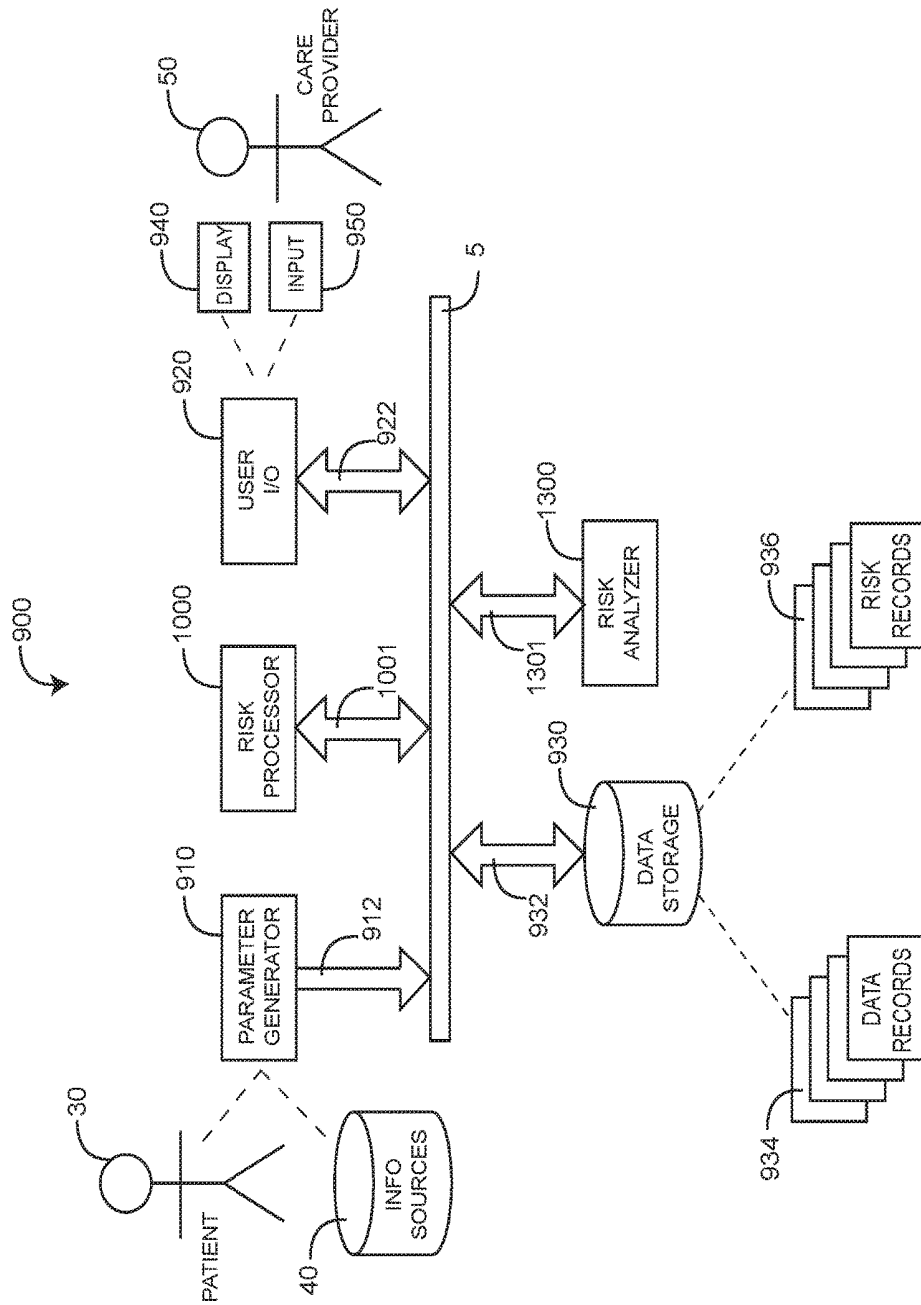 900
30
PATIENT
40
INFO
SOURCES
910
PARAMETER
GENERATOR
912
1000
RISK
PROCESSOR
1001
920
USER
I/O
922
940
DISPLAY
INPUT
950
50
CARE
PROVIDER
5
932
930
DATA
STORAGE
1301
1300
RISK
ANALYZER
934
DATA
RECORDS
936
RISK
RECORDS